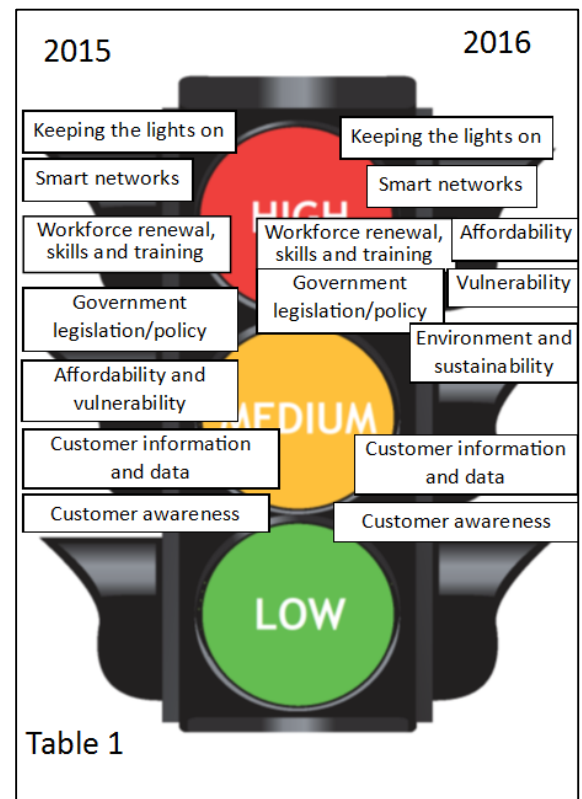 2015
2016
Keeping the lights on
Keeping the lights on
Smart networks
Smart networks
HIGH
Workforce renewal,
skills and training
Workforce renewal,
skills and training
Affordability
Government
legislation/policy
Government
legislation/policy
Vulnerability
Environment and
sustainability
Affordability and
vulnerability
MEDIUM
Customer information
and data
Customer information
and data
Customer awareness
Customer awareness
LOW
Table 1